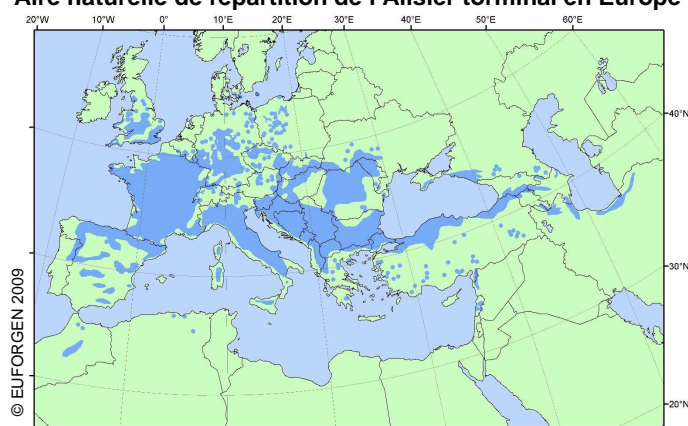 Aire naturelle de répartition de l'Alisier torminal en Europe
20°W 10°W 0° 10°E 20°E 30°E 40°E 50°E 60°E
40°N
30°N
20°N
© EUFORGEN 2009